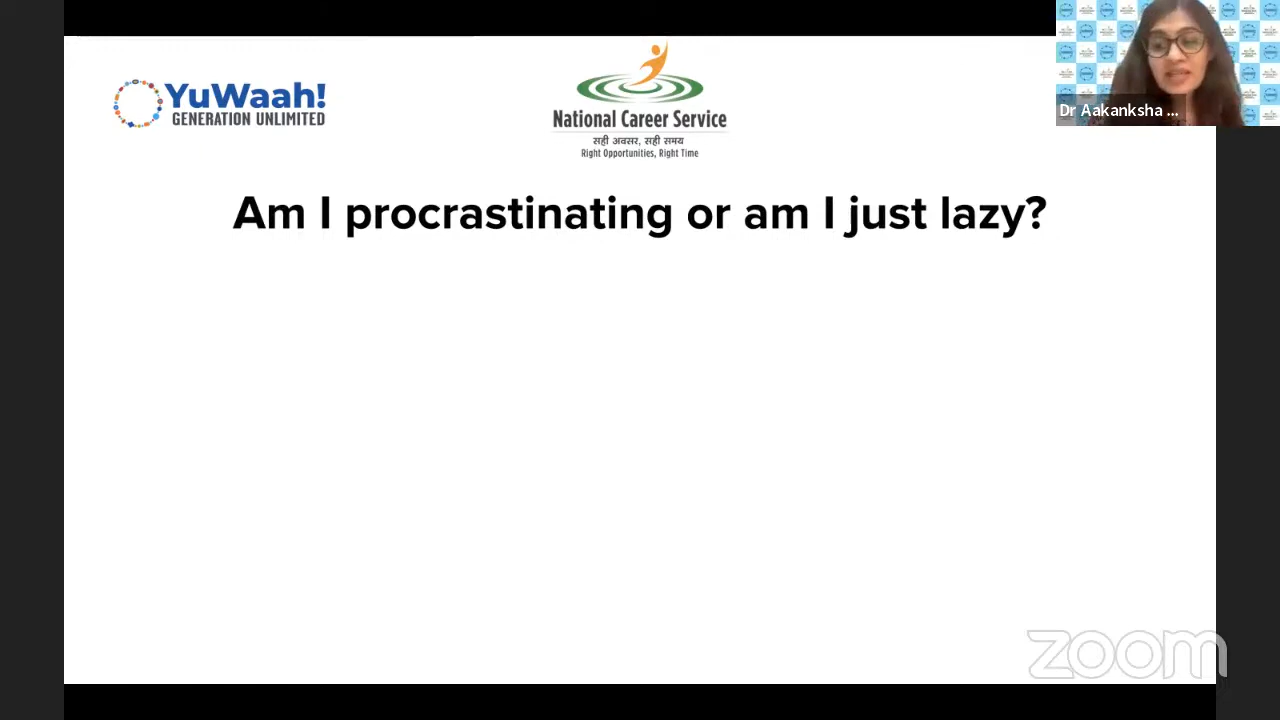 YuWaah!
GENERATION UNLIMITED
National Career Service
सही अवसर, सही समय
Right Opportunities, Right Time
Dr Aakanksha ...
Am I procrastinating or am I just lazy?
zoom